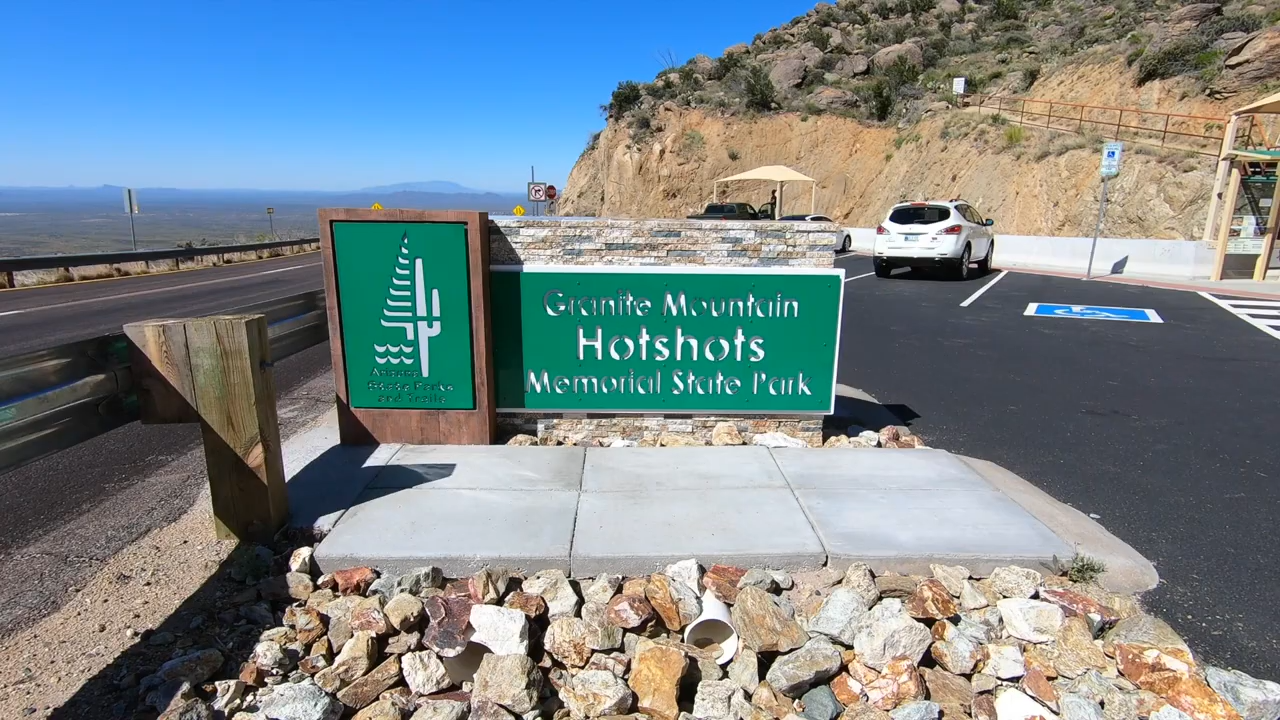 Granite Mountain
Hotshots
Memorial State Park
Arizona
State Parks
and Trails